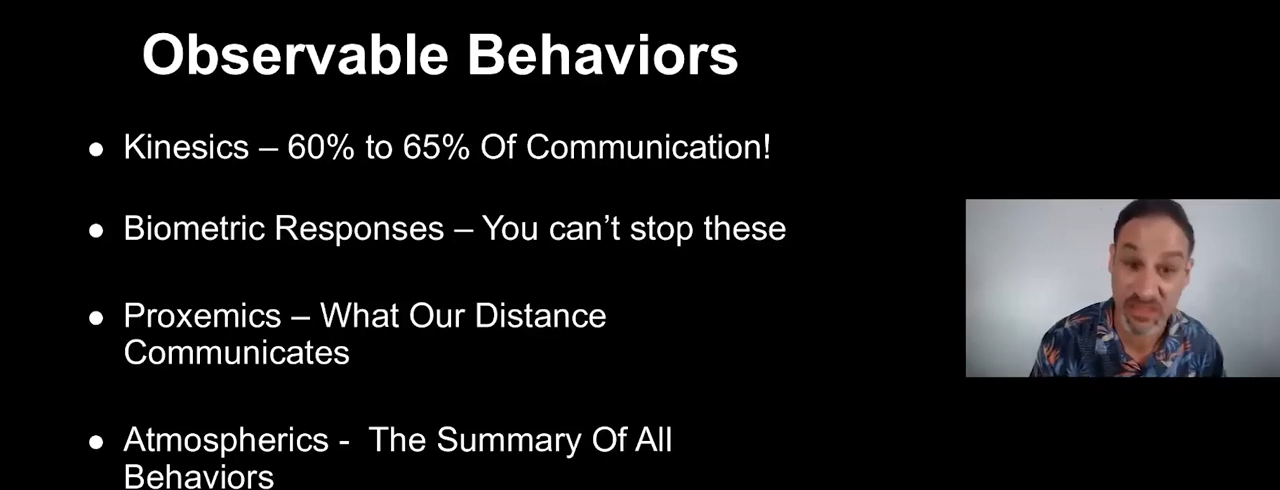 Observable Behaviors
● Kinesics – 60% to 65% Of Communication!
● Biometric Responses – You can’t stop these
● Proxemics – What Our Distance
Communicates
● Atmospherics -  The Summary Of All
Behaviors